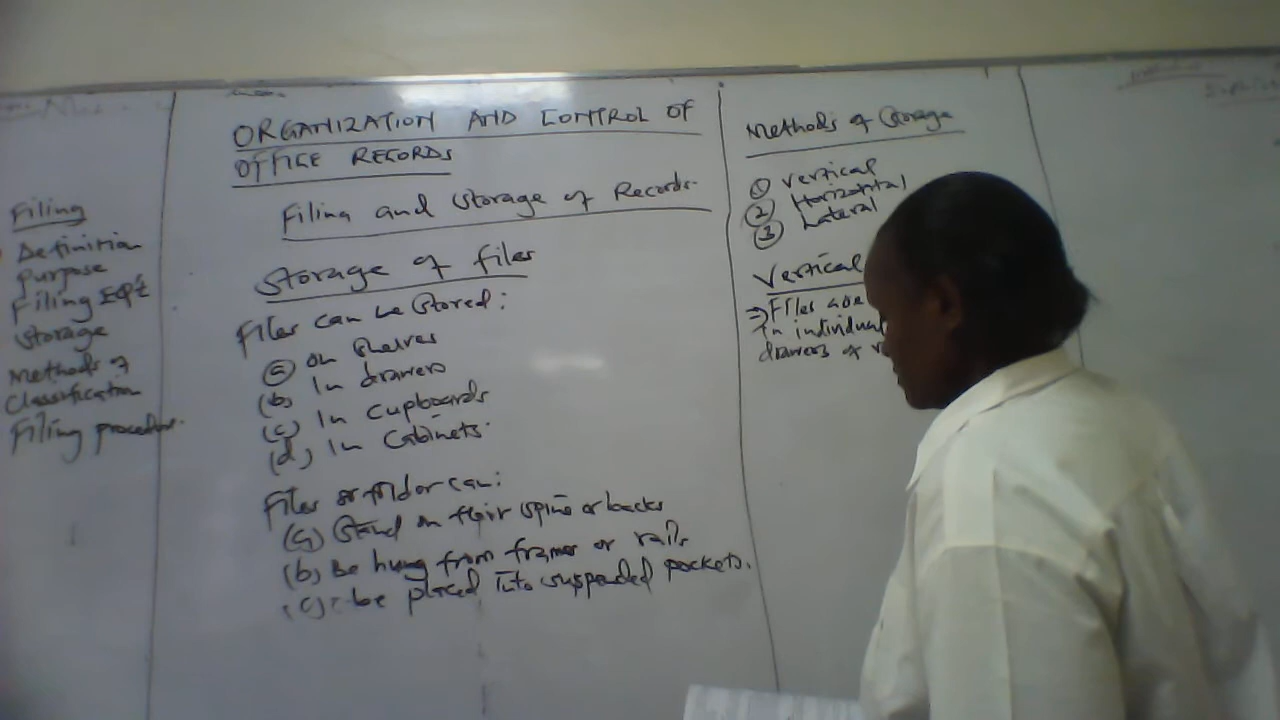 Filing
Definition
Purpose
Filing EQPt
Storage
Methods of
Classification
Filing procedure.
ORGANIZATION AND CONTROL OF
OFFICE RECORDS
Filing and Storage of Records.
Storage of files
Files can be stored:
(a) on shelves
(b) In drawers
(c) In Cupboards
(d) In Cabinets.
Files or folder can:
(a) Stand on their spine or backs
(b) be hung from frames or rails
(c) be placed into suspended pockets.
Methods of Storage
(1) Vertical
(2) Horizontal
(3) Lateral
Vertical
⇒ Files are
In individual
drawers of